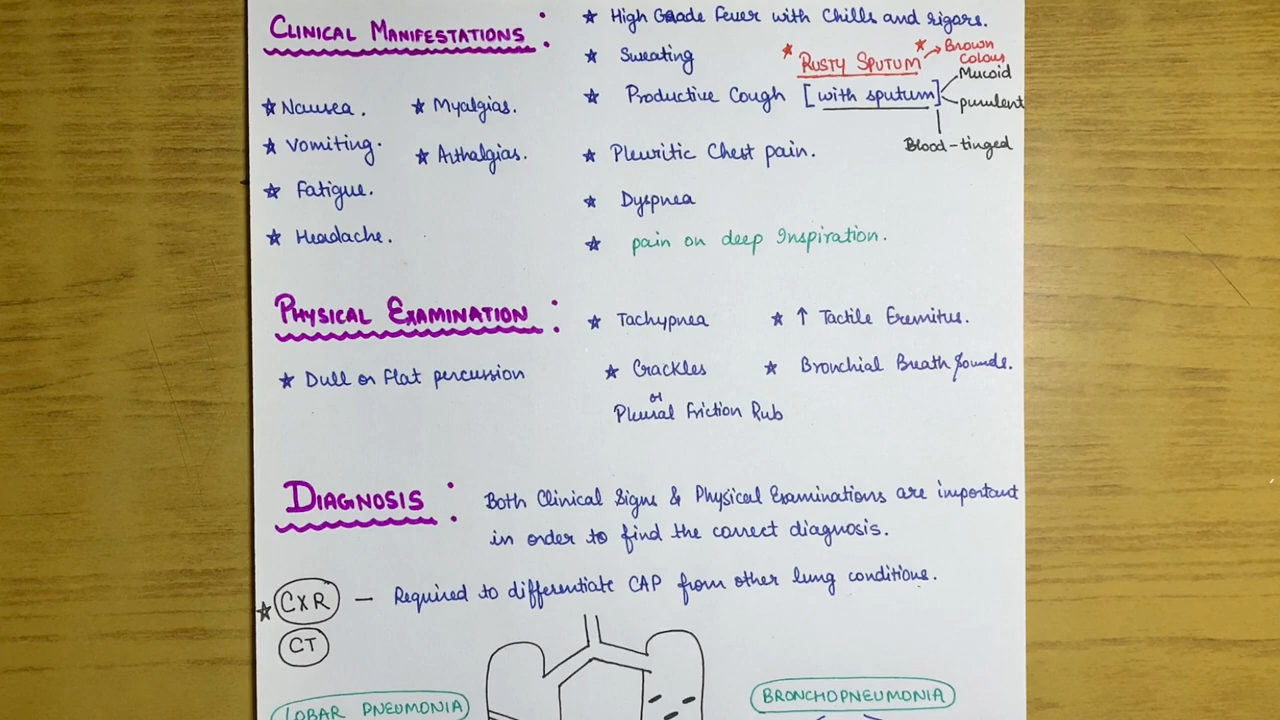 CLINICAL MANIFESTATIONS :
★ Nausea.
★ Myalgias.
★ Vomiting.
★ Arthalgias.
★ Fatigue.
★ Headache.
★ High Grade Fever with Chills and rigors.
★ Sweating
★ RUSTY SPUTUM ★ → Brown
Colour
★ Productive Cough [with sputum]
Mucoid
purulent
Blood-tinged
★ Pleuritic Chest pain.
★ Dyspnea
★ pain on deep Inspiration.
PHYSICAL EXAMINATION :
★ Tachypnea
★ ↑ Tactile Fremitus.
★ Dull or Flat percussion
★ Crackles
★ Bronchial Breath Sounds.
or
Pleural Friction Rub
DIAGNOSIS : Both Clinical Signs & Physical Examinations are important
in order to find the correct diagnosis.
★ CXR — Required to differentiate CAP from other lung conditions.
CT
LOBAR PNEUMONIA
BRONCHOPNEUMONIA